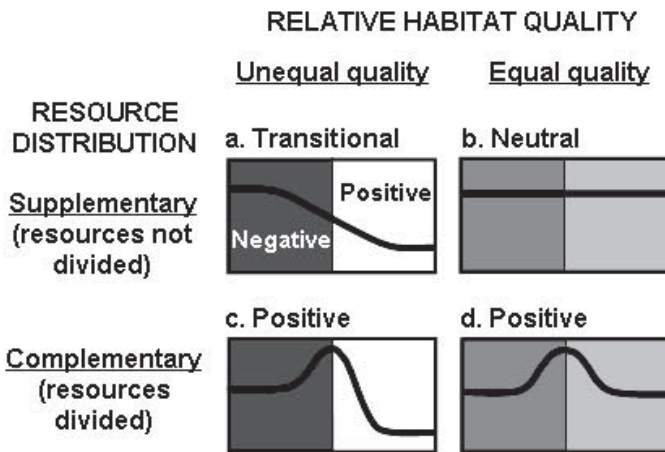 RELATIVE HABITAT QUALITY
Unequal quality
Equal quality
RESOURCE
DISTRIBUTION
a. Transitional
b. Neutral
Supplementary
(resources not
divided)
Positive
Negative
c. Positive
d. Positive
Complementary
(resources
divided)